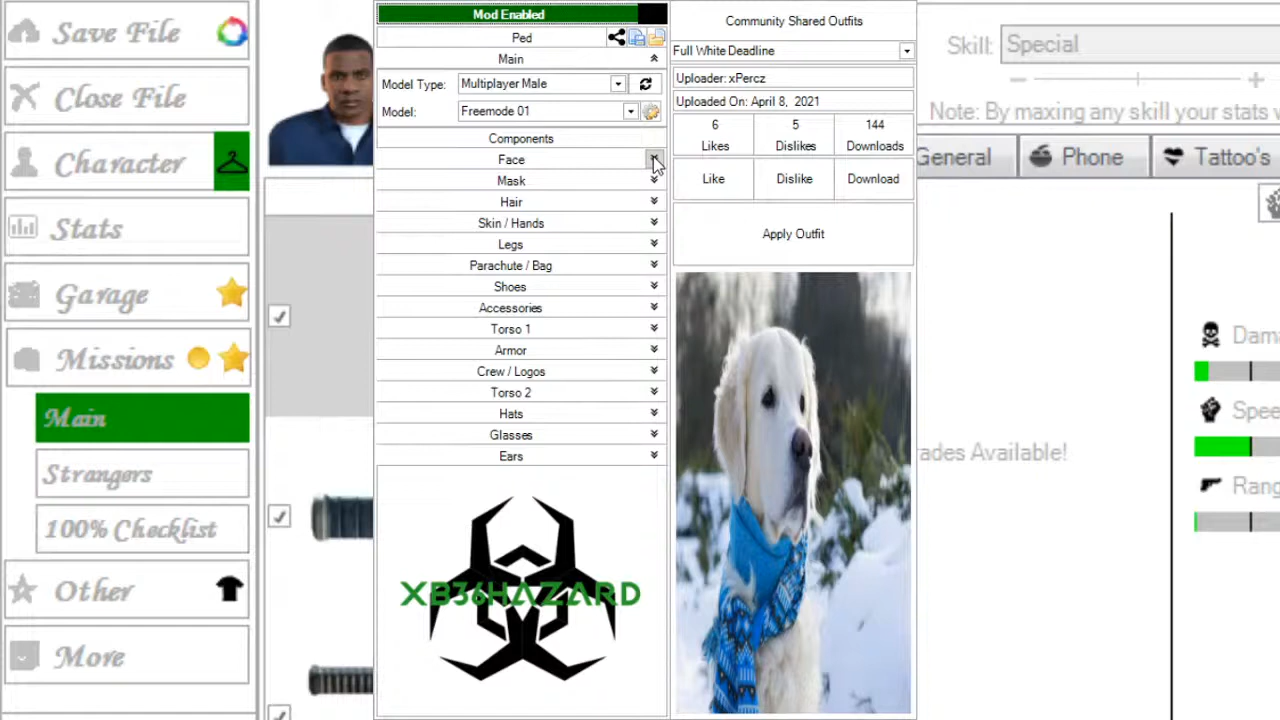 Save File
Close File
Character
Stats
Garage
Missions
Main
Strangers
100% Checklist
Other
More
Mod Enabled
Ped
Main
Model Type: Multiplayer Male
Model: Freemode 01
Components
Face
Mask
Hair
Skin / Hands
Legs
Parachute / Bag
Shoes
Accessories
Torso 1
Armor
Crew / Logos
Torso 2
Hats
Glasses
Ears
XB36HAZARD
Community Shared Outfits
Full White Deadline
Uploader: xPercz
Uploaded On: April 8, 2021
6 5 144
Likes Dislikes Downloads
Like Dislike Download
Apply Outfit
Skill: Special
Note: By maxing any skill your stats w
General Phone Tattoo's
ades Available!
Dama
Spee
Rang